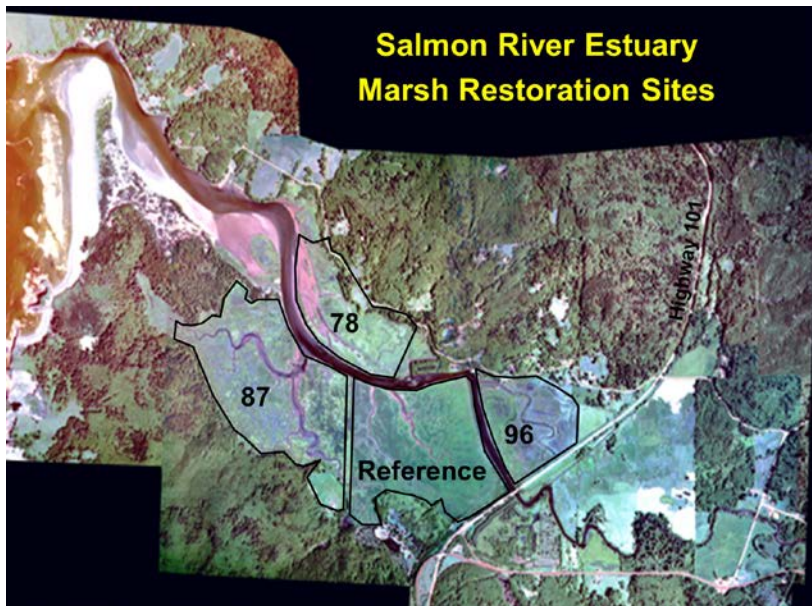 Salmon River Estuary
Marsh Restoration Sites
Highway 101
78
87
96
Reference